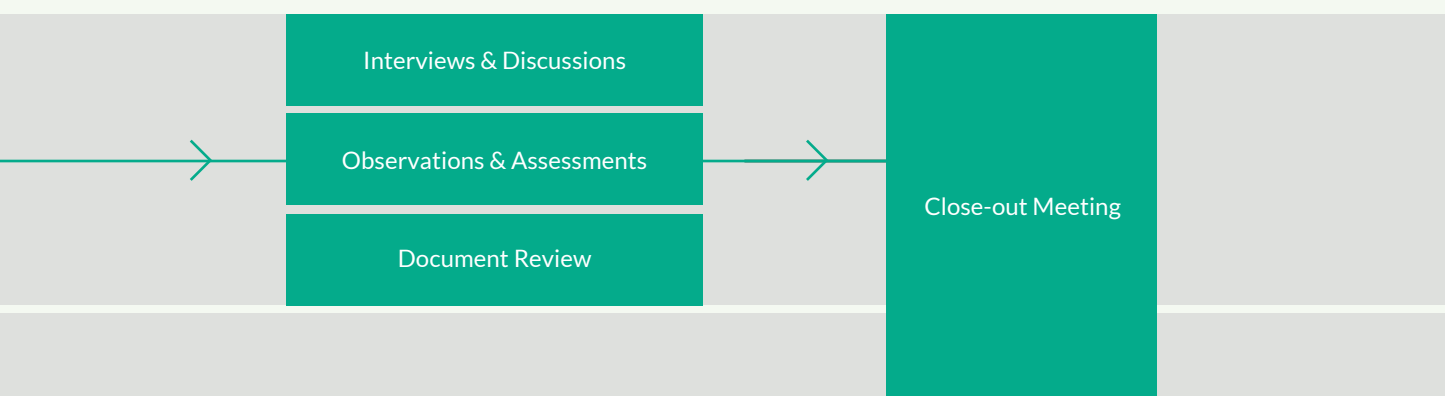 Interviews & Discussions
Observations & Assessments
Document Review
Close-out Meeting